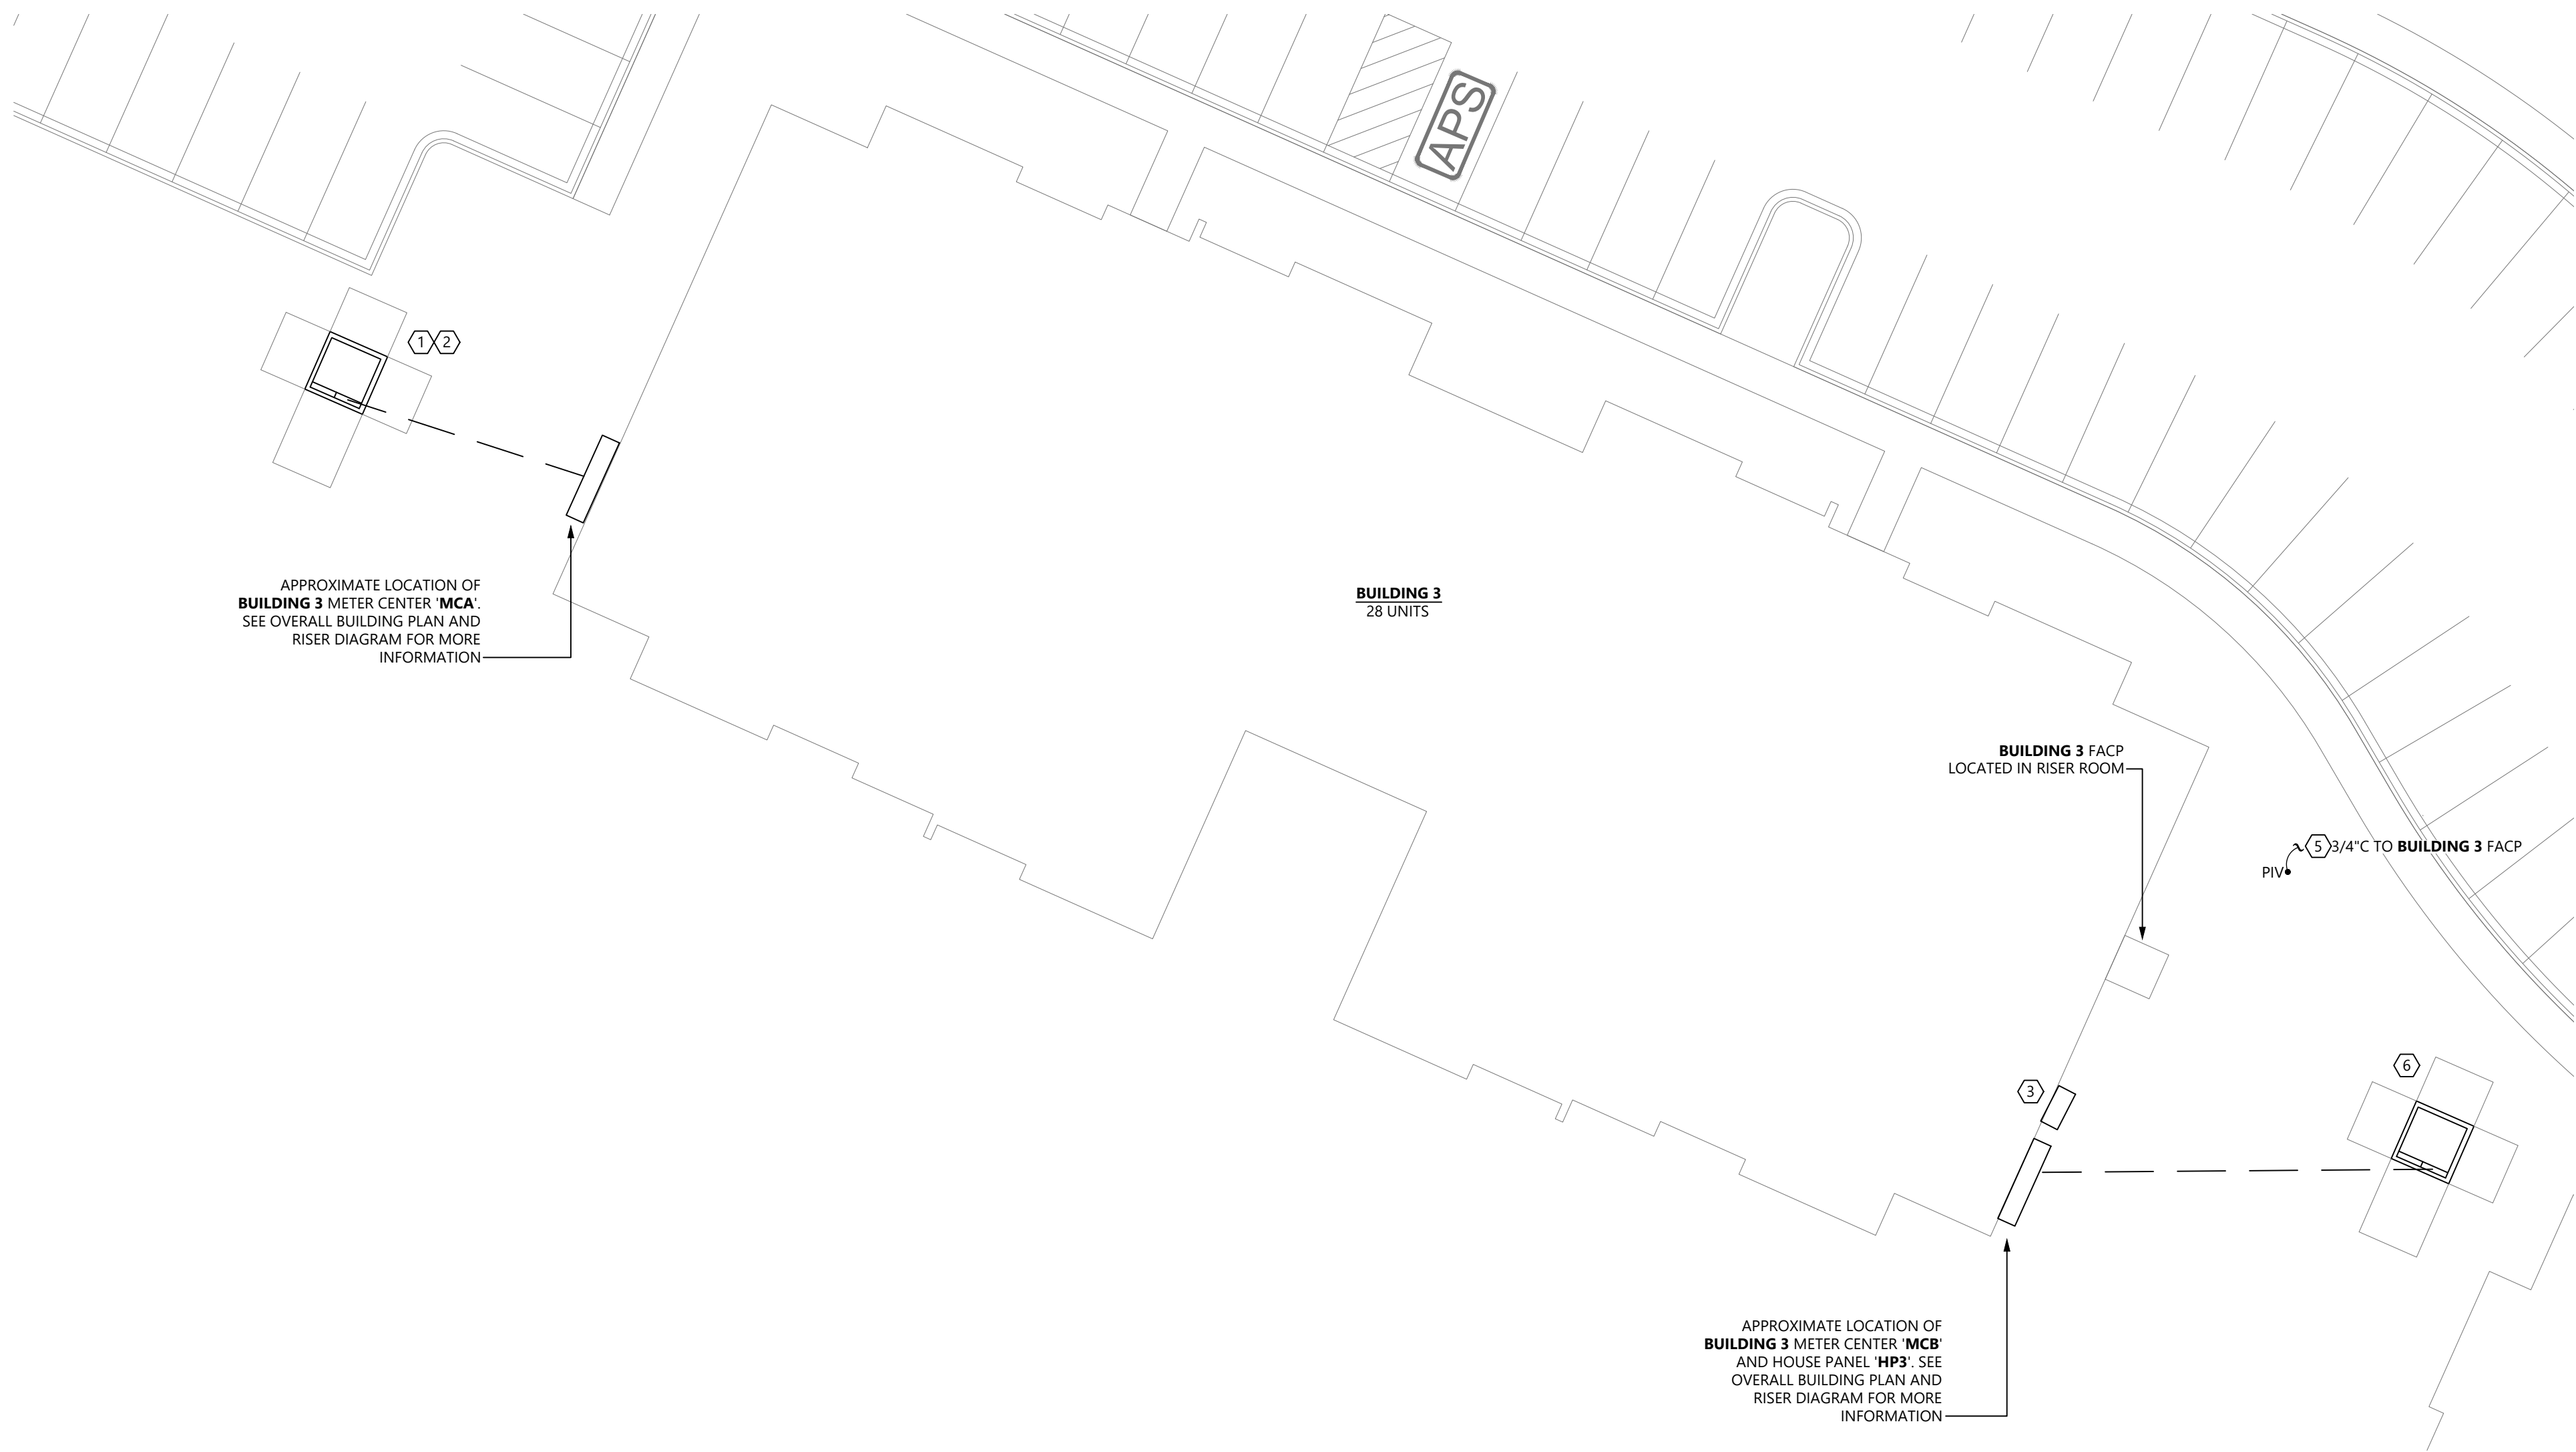 APS
1 2
APPROXIMATE LOCATION OF
BUILDING 3 METER CENTER 'MCA'.
SEE OVERALL BUILDING PLAN AND
RISER DIAGRAM FOR MORE
INFORMATION
BUILDING 3
28 UNITS
BUILDING 3 FACP
LOCATED IN RISER ROOM
5 3/4"C TO BUILDING 3 FACP
PIV
6
3
APPROXIMATE LOCATION OF
BUILDING 3 METER CENTER 'MCB'
AND HOUSE PANEL 'HP3'. SEE
OVERALL BUILDING PLAN AND
RISER DIAGRAM FOR MORE
INFORMATION